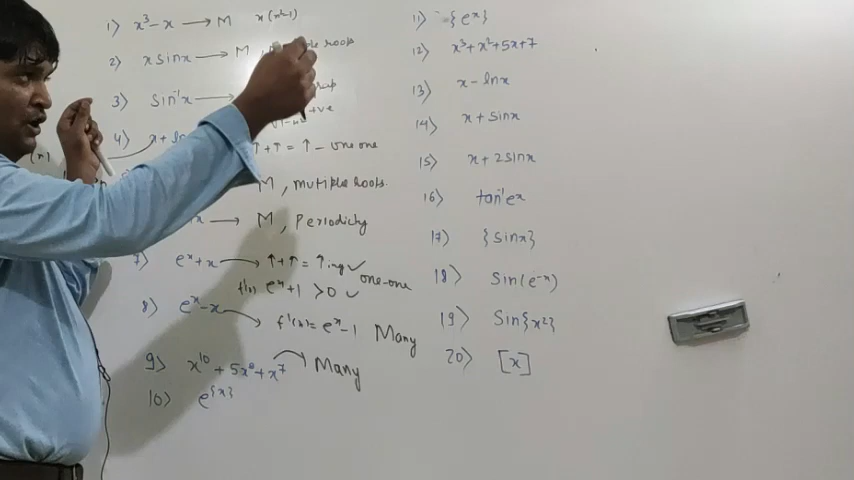 1) x³-x → M x(x²-1)
2) x sinx → M, roots
3) sin⁻¹x →
+ve
4) x+ln
↑+↑=↑ - one one
M, multiple roots.
→ M, Periodicity
7) eˣ+x → ↑+↑=↑ing ✓ one-one
f'(x) eˣ+1 >0 ✓
8) eˣ-x → f'(x)= eˣ-1 Many
9) x¹⁰+5x⁸+x⁷ → Many
10) e^{x}
11) {eˣ}
12) x³+x²+5x+7
13) x-lnx
14) x+sinx
15) x+2sinx
16) tan⁻¹eˣ
17) {sinx}
18) sin(e⁻ˣ)
19) sin{x²}
20) [x]